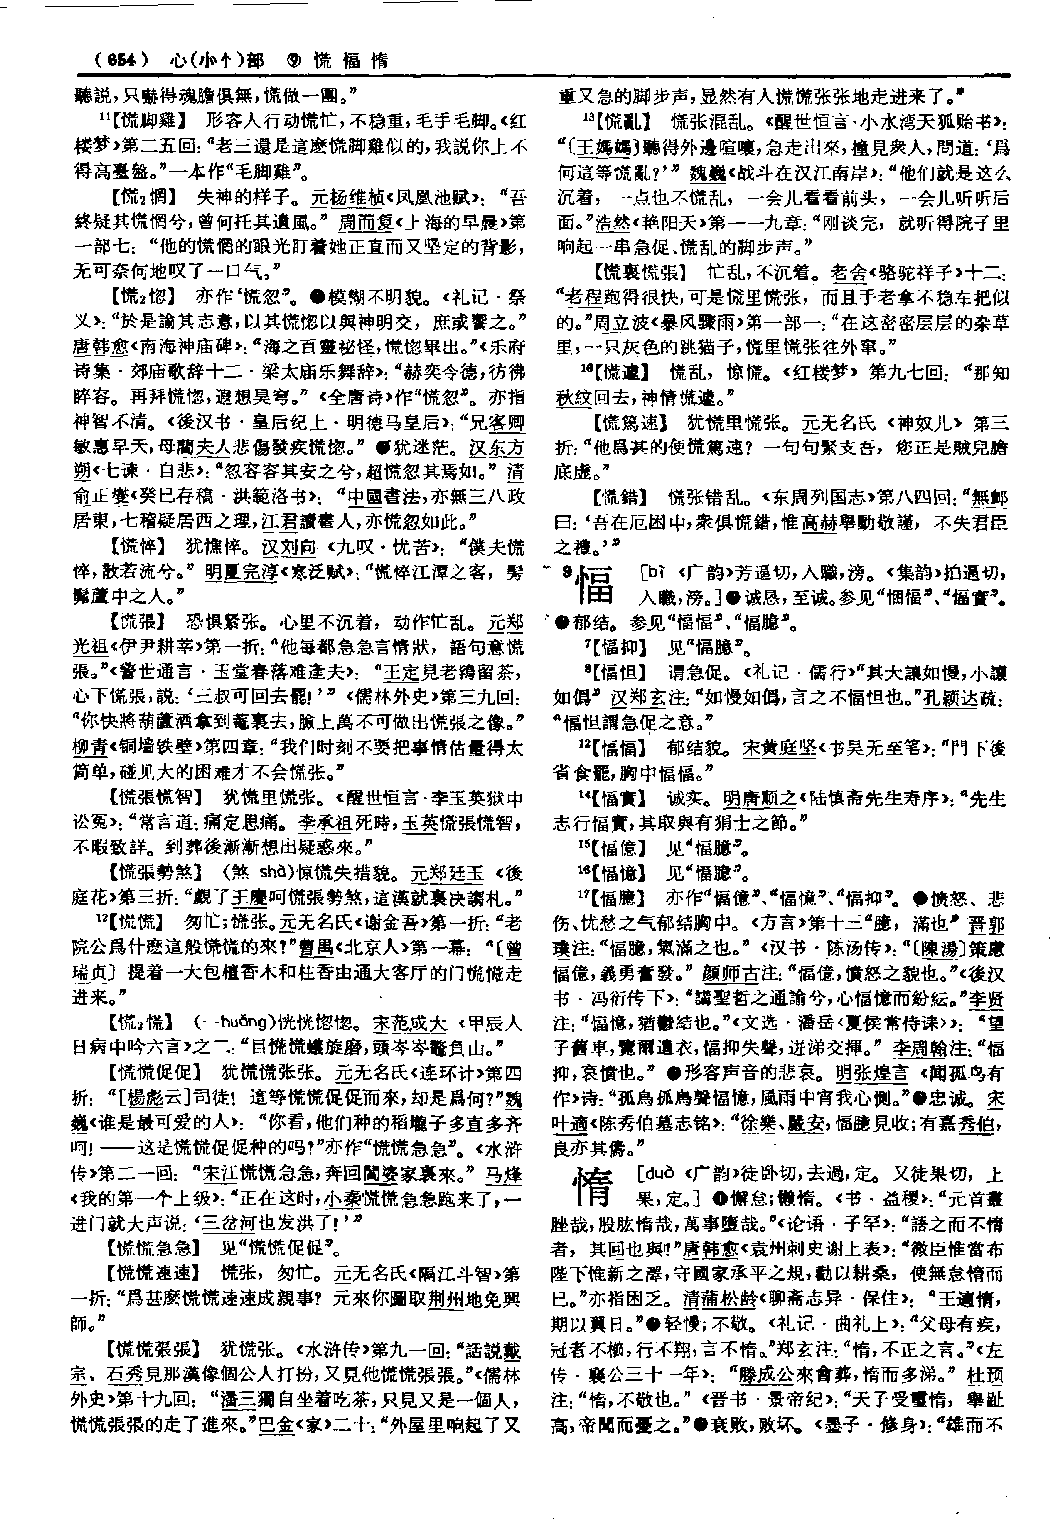 （654） 心(小忄)部 ⑨ 慌 愊 惰
聽説，只嚇得魂膽俱無，慌做一團。”
11【慌脚雞】 形容人行动慌忙，不稳重，毛手毛脚。《红
楼梦》第二五回：“老三還是這麽慌脚雞似的，我説你上不
得高臺盤。”一本作“毛脚雞”。
【慌2惘】 失神的样子。元杨维桢《凤凰池赋》：“吾
終疑其慌惘兮，曾何托其遺風。”周而复《上海的早晨》第
一部七：“他的慌惘的眼光盯着她正直而又坚定的背影，
无可奈何地叹了一口气。”
【慌2惚】 亦作‘慌忽”。❶模糊不明貌。《礼记·祭
义》：“於是諭其志意，以其慌惚以與神明交，庶或饗之。”
唐韩愈《南海神庙碑》：“海之百靈祕怪，慌惚畢出。”《乐府
诗集·郊庙歌辞十二·梁太庙乐舞辞》：“赫奕令德，彷彿
睟容。再拜慌惚，遐想昊穹。”《全唐诗》作“慌忽”。亦指
神智不清。《後汉书·皇后纪上·明德马皇后》：“兄客卿
敏惠早夭，母藺夫人悲傷發疾慌惚。”❷犹迷茫。汉东方
朔《七谏·自悲》：“忽容容其安之兮，超慌忽其焉如。”清
俞正燮《癸巳存稿·洪範洛书》：“中國書法，亦無三八政
居東，七稽疑居西之理，江君讀書人，亦慌忽如此。”
【慌悴】 犹憔悴。汉刘向《九叹·忧苦》：“僕夫慌
悴，散若流兮。”明夏完淳《寒泛赋》：“慌悴江潭之客，髣
髴蘆中之人。”
【慌張】 恐惧紧张。心里不沉着，动作忙乱。元郑
光祖《伊尹耕莘》第一折：“他每都急急言情狀，語句意慌
張。”《警世通言·玉堂春落难逢夫》：“王定見老鴇留茶，
心下慌張，説：‘三叔可回去罷！’”《儒林外史》第三九回：
“你快將葫蘆酒拿到菴裏去，臉上萬不可做出慌張之像。”
柳青《铜墙铁壁》第四章：“我们时刻不要把事情估量得太
简单，碰见大的困难才不会慌张。”
【慌張慌智】 犹慌里慌张。《醒世恒言·李玉英狱中
讼冤》：“常言道：痛定思痛。李承祖死時，玉英慌張慌智，
不暇致詳。到葬後漸漸想出疑惑來。”
【慌張勢煞】 （煞 shà）惊慌失措貌。元郑廷玉《後
庭花》第三折：“覷了王慶呵慌張勢煞，這漢就裏決謅札。”
12【慌慌】 匆忙；慌张。元无名氏《谢金吾》第一折：“老
院公爲什麽這般慌慌的來？”曹禺《北京人》第一幕：“〔曾
瑞贞〕提着一大包檀香木和柱香由通大客厅的门慌慌走
进来。”
【慌2慌】 （- -huǎng）恍恍惚惚。宋范成大《甲辰人
日病中吟六言》之二：“目慌慌蟻旋磨，頭岑岑鼇負山。”
【慌慌促促】 犹慌慌张张。元无名氏《连环计》第四
折：“〔楊彪云〕司徒！這等慌慌促促而來，却是爲何？”魏
巍《谁是最可爱的人》：“你看，他们种的稻壠子多直多齐
呵！——这是慌慌促促种的吗？”亦作“慌慌急急”。《水浒
传》第二一回：“宋江慌慌急急，奔回閻婆家裏來。”马烽
《我的第一个上级》：“正在这时，小秦慌慌急急跑来了，一
进门就大声说：‘三岔河也发洪了！’”
【慌慌急急】 见“慌慌促促”。
【慌慌速速】 慌张，匆忙。元无名氏《隔江斗智》第
一折：“爲甚麽慌慌速速成親事？元來你圖取荆州地免興
師。”
【慌慌張張】 犹慌张。《水浒传》第九一回：“話説戴
宗、石秀見那漢像個公人打扮，又見他慌慌張張。”《儒林
外史》第十九回：“潘三獨自坐着吃茶，只見又是一個人，
慌慌張張的走了進來。”巴金《家》二十：“外屋里响起了又
重又急的脚步声，显然有人慌慌张张地走进来了。”
13【慌亂】 慌张混乱。《醒世恒言·小水湾天狐贻书》：
“〔王媽媽〕聽得外邊喧嚷，急走出來，撞見衆人，問道：‘爲
何這等慌亂？’”魏巍《战斗在汉江南岸》：“他们就是这么
沉着，一点也不慌乱，一会儿看看前头，一会儿听听后
面。”浩然《艳阳天》第一一九章：“刚谈完，就听得院子里
响起一串急促、慌乱的脚步声。”
【慌裏慌張】 忙乱，不沉着。老舍《骆驼祥子》十二：
“老程跑得很快，可是慌里慌张，而且手老拿不稳车把似
的。”周立波《暴风骤雨》第一部一：“在这密密层层的杂草
里，一只灰色的跳猫子，慌里慌张往外窜。”
16【慌遽】 慌乱，惊慌。《红楼梦》第九七回：“那知
秋纹回去，神情慌遽。”
【慌篤速】 犹慌里慌张。元无名氏《神奴儿》第三
折：“他爲甚的便慌篤速？一句句緊支吾，您正是賊兒膽
底虚。”
【慌錯】 慌张错乱。《东周列国志》第八四回：“無卹
曰：‘吾在厄困中，衆俱慌錯，惟高赫舉動敬謹，不失君臣
之禮。’”
9愊 ［bì 《广韵》芳逼切，入職，滂。《集韵》拍逼切，
入職，滂。］❶诚恳，至诚。参见“悃愊”、“愊實”。
❷郁结。参见“愊愊”、“愊臆”。
7【愊抑】 见“愊臆”。
8【愊怛】 谓急促。《礼记·儒行》“其大讓如慢，小讓
如僞”汉郑玄注：“如慢如僞，言之不愊怛也。”孔颖达疏：
“愊怛謂急促之意。”
12【愊愊】 郁结貌。宋黄庭坚《书吴无至笔》：“門下後
省食罷，胸中愊愊。”
14【愊實】 诚实。明唐顺之《陆慎斋先生寿序》：“先生
志行愊實，其取與有狷士之節。”
15【愊億】 见“愊臆”。
16【愊憶】 见“愊臆”。
17【愊臆】 亦作“愊億”、“愊憶”、“愊抑”。❶愤怒、悲
伤、忧愁之气郁结胸中。《方言》第十三“臆，滿也”晋郭
璞注：“愊臆，氣滿之也。”《汉书·陈汤传》：“〔陳湯〕策慮
愊億，義勇奮發。”颜师古注：“愊億，憤怒之貌也。”《後汉
书·冯衍传下》：“講聖哲之通論兮，心愊憶而紛紜。”李贤
注：“愊憶，猶鬱結也。”《文选·潘岳〈夏侯常侍诔〉》：“望
子舊車，覽爾遺衣，愊抑失聲，迸涕交揮。”李周翰注：“愊
抑，哀憤也。”❷形容声音的悲哀。明张煌言《闻孤鸟有
作》诗：“孤鳥孤鳥聲愊憶，風雨中宵我心惻。”❸忠诚。宋
叶適《陈秀伯墓志铭》：“徐樂、嚴安，愊臆見收；有嘉秀伯，
良亦其儔。”
惰 ［duò 《广韵》徒卧切，去過，定。又徒果切，上
果，定。］❶懈怠；懒惰。《书·益稷》：“元首叢
脞哉，股肱惰哉，萬事墮哉。”《论语·子罕》：“語之而不惰
者，其回也與！”唐韩愈《袁州刺史谢上表》：“微臣惟當布
陛下惟新之澤，守國家承平之規，勸以耕桑，使無怠惰而
已。”亦指困乏。清蒲松龄《聊斋志异·保住》：“王適惰，
期以翼日。”❷轻慢；不敬。《礼记·曲礼上》：“父母有疾，
冠者不櫛，行不翔，言不惰。”郑玄注：“惰，不正之言。”《左
传·襄公三十一年》：“滕成公來會葬，惰而多涕。”杜预
注：“惰，不敬也。”《晋书·景帝纪》：“天子受璽惰，舉趾
高，帝聞而憂之。”❸衰败，败坏。《墨子·修身》：“雄而不